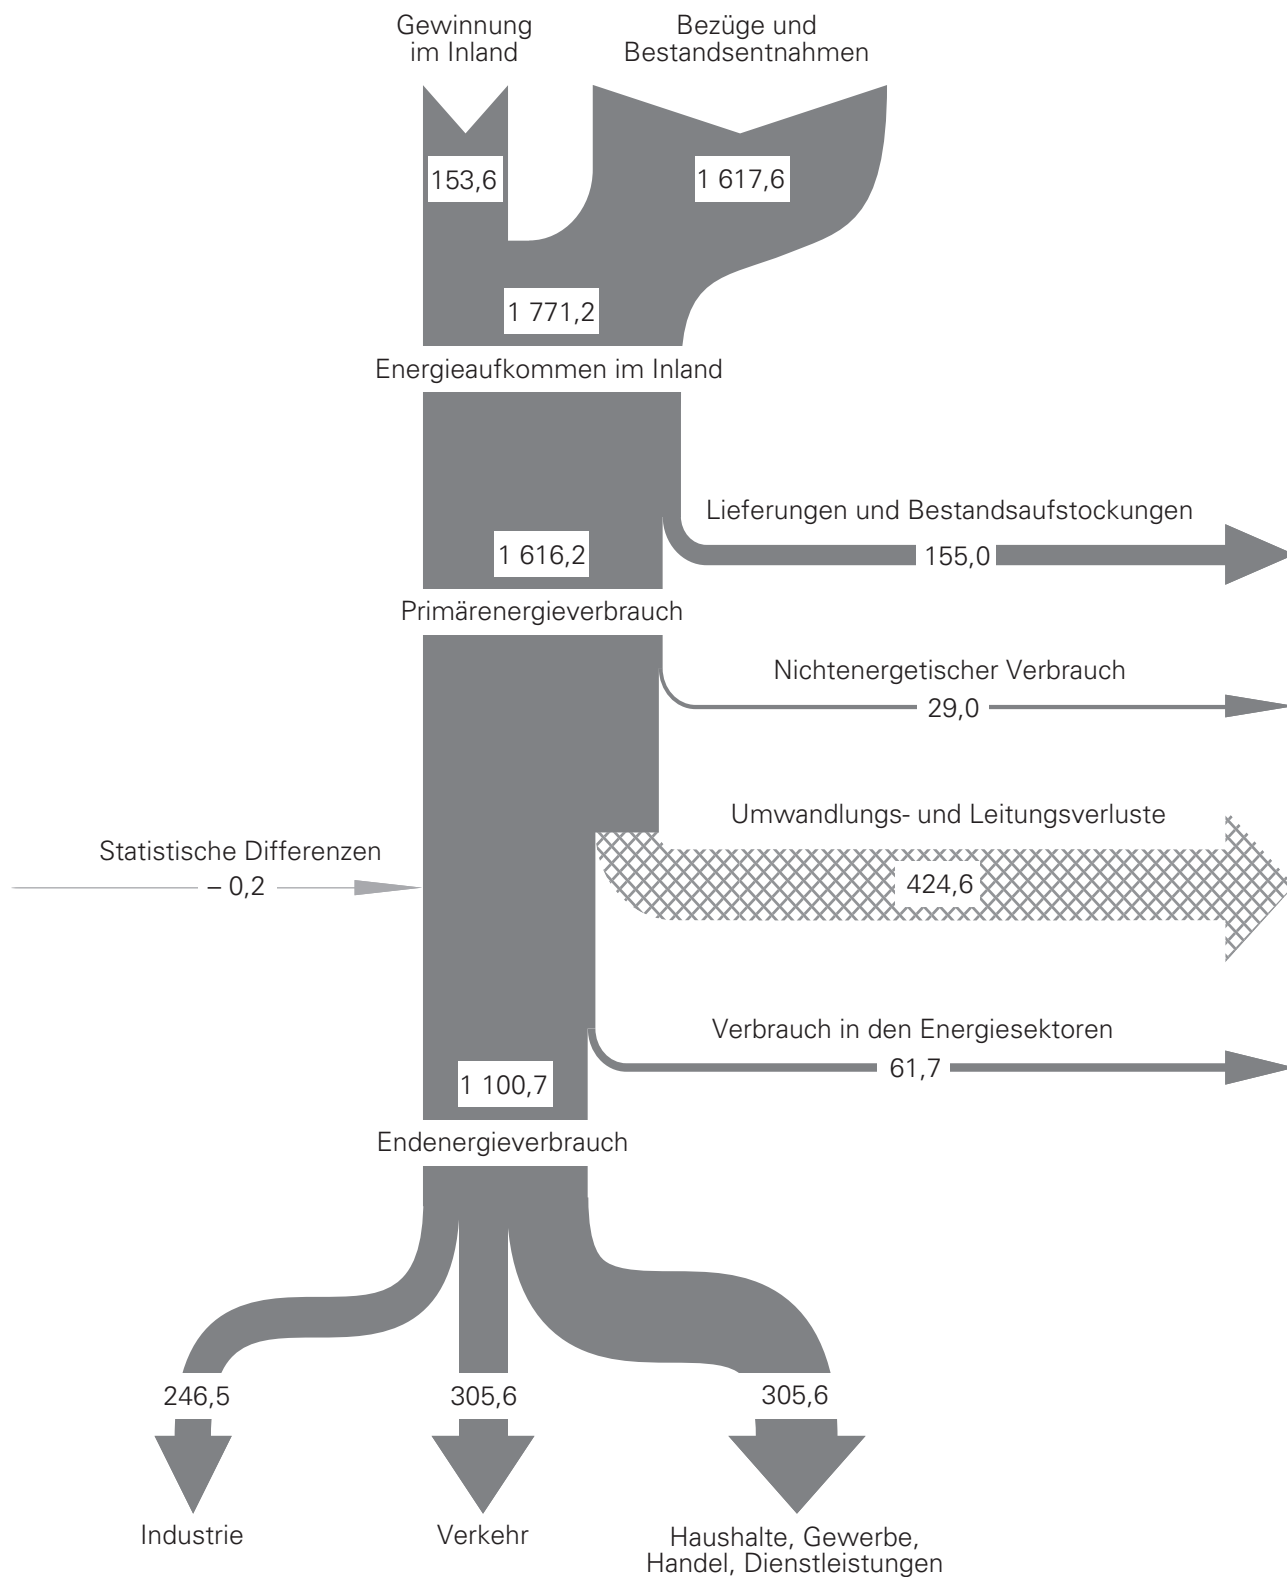 Gewinnung
im Inland
Bezüge und
Bestandsentnahmen
153,6
1 617,6
1 771,2
Energieaufkommen im Inland
Lieferungen und Bestandsaufstockungen
155,0
1 616,2
Primärenergieverbrauch
Nichtenergetischer Verbrauch
29,0
Umwandlungs- und Leitungsverluste
424,6
Statistische Differenzen
– 0,2
Verbrauch in den Energiesektoren
61,7
1 100,7
Endenergieverbrauch
246,5
305,6
305,6
Industrie
Verkehr
Haushalte, Gewerbe,
Handel, Dienstleistungen